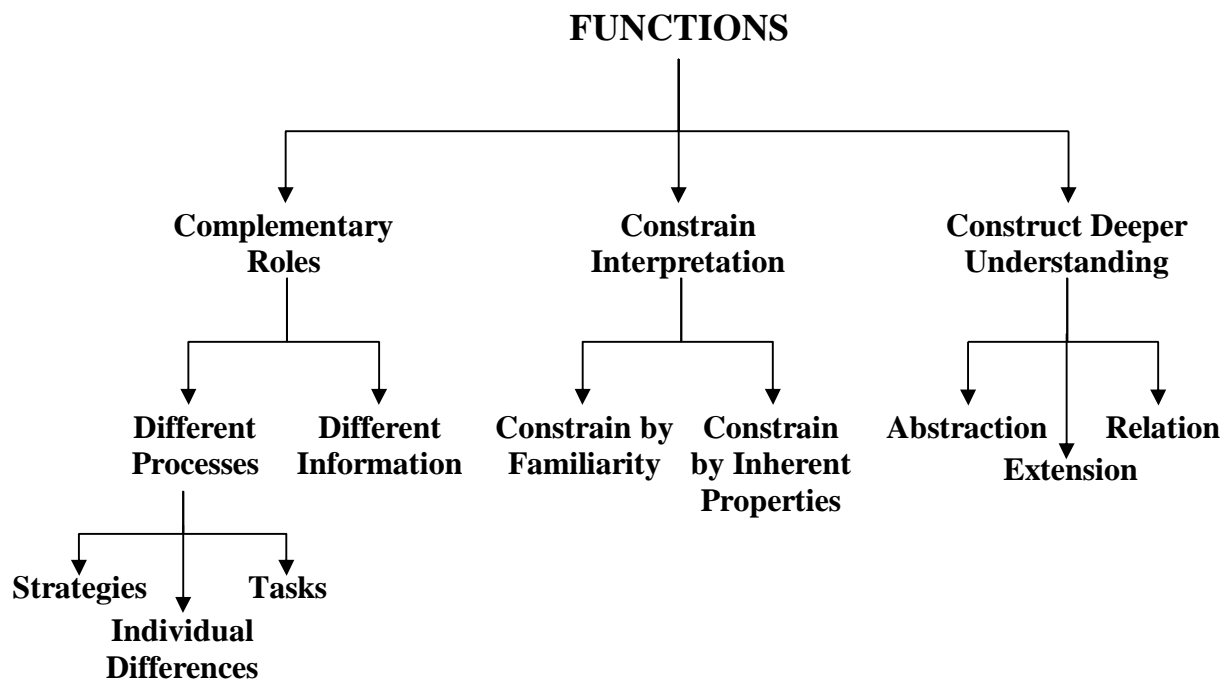 FUNCTIONS
Complementary
Roles
Constrain
Interpretation
Construct Deeper
Understanding
Different
Processes
Different
Information
Constrain by
Familiarity
Constrain
by Inherent
Properties
Abstraction
Extension
Relation
Strategies
Individual
Differences
Tasks